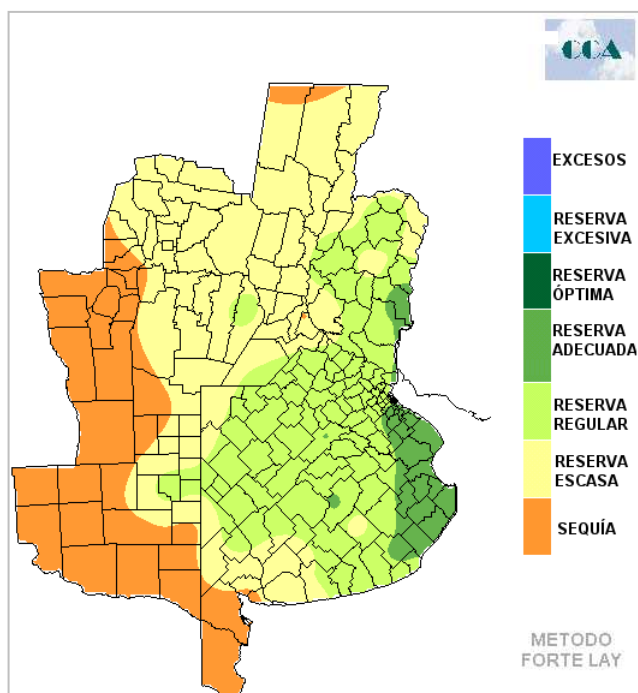 CCA
EXCESOS
RESERVA
EXCESIVA
RESERVA
ÓPTIMA
RESERVA
ADECUADA
RESERVA
REGULAR
RESERVA
ESCASA
SEQUÍA
METODO
FORTE LAY